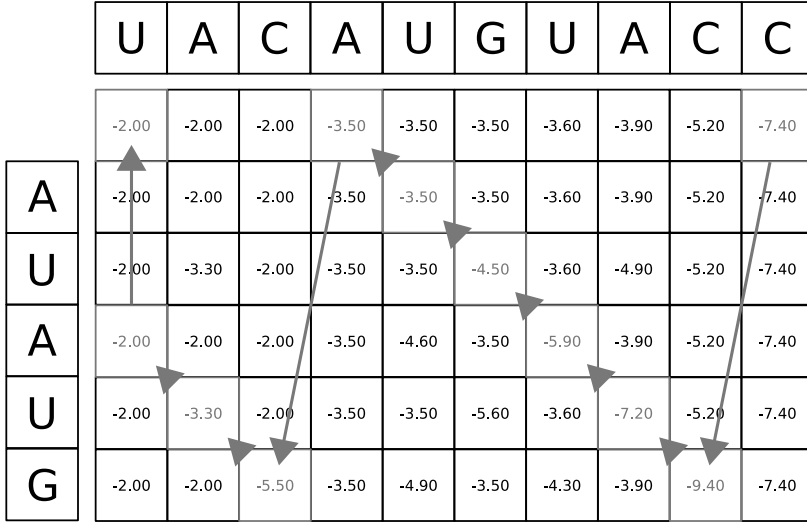 U A C A U G U A C C
-2.00 -2.00 -2.00 -3.50 -3.50 -3.50 -3.60 -3.90 -5.20 -7.40
A -2.00 -2.00 -2.00 -3.50 -3.50 -3.50 -3.60 -3.90 -5.20 -7.40
U -2.00 -3.30 -2.00 -3.50 -3.50 -4.50 -3.60 -4.90 -5.20 -7.40
A -2.00 -2.00 -2.00 -3.50 -4.60 -3.50 -5.90 -3.90 -5.20 -7.40
U -2.00 -3.30 -2.00 -3.50 -3.50 -5.60 -3.60 -7.20 -5.20 -7.40
G -2.00 -2.00 -5.50 -3.50 -4.90 -3.50 -4.30 -3.90 -9.40 -7.40